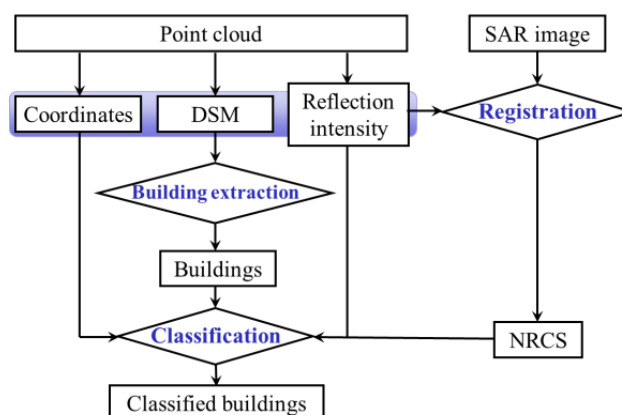 Point cloud
SAR image
Coordinates
DSM
Reflection
intensity
Registration
Building extraction
Buildings
Classification
NRCS
Classified buildings